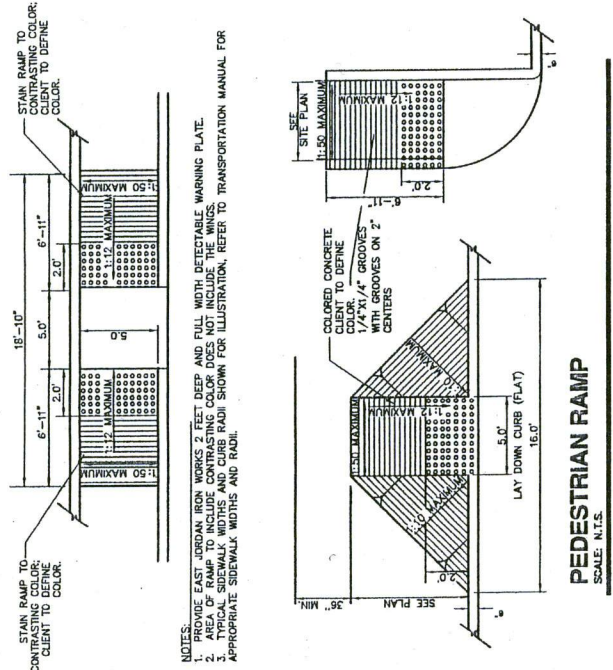 STAIN RAMP TO
CONTRASTING COLOR;
CLIENT TO DEFINE
COLOR.
18'-10"
6'-11"
5.0'
6'-11"
2.0'
2.0'
STAIN RAMP TO
CONTRASTING COLOR;
CLIENT TO DEFINE
COLOR.
1:50 MAXIMUM
1:12 MAXIMUM
5.0
1:12 MAXIMUM
1:50 MAXIMUM
NOTES:
1. PROVIDE EAST JORDAN IRON WORKS 2 FEET DEEP AND FULL WIDTH DETECTABLE WARNING PLATE.
2. AREA OF RAMP TO INCLUDE CONTRASTING COLOR DOES NOT INCLUDE THE WINGS.
3. TYPICAL SIDEWALK WIDTHS AND CURB RADII SHOWN FOR ILLUSTRATION, REFER TO TRANSPORTATION MANUAL FOR
APPROPRIATE SIDEWALK WIDTHS AND RADII.
36" MIN.
SEE PLAN
6"
1:50 MAXIMUM
1:12 MAXIMUM
1:10 MAXIMUM
1:10 MAXIMUM
2.0'
5.0'
LAY DOWN CURB (FLAT)
16.0'
COLORED CONCRETE
CLIENT TO DEFINE
COLOR.
1/4"X1/4" GROOVES
WITH GROOVES ON 2"
CENTERS
SEE
SITE PLAN
1:50 MAXIMUM
1:12 MAXIMUM
2.0'
6'-11"
6"
PEDESTRIAN RAMP
SCALE: N.T.S.